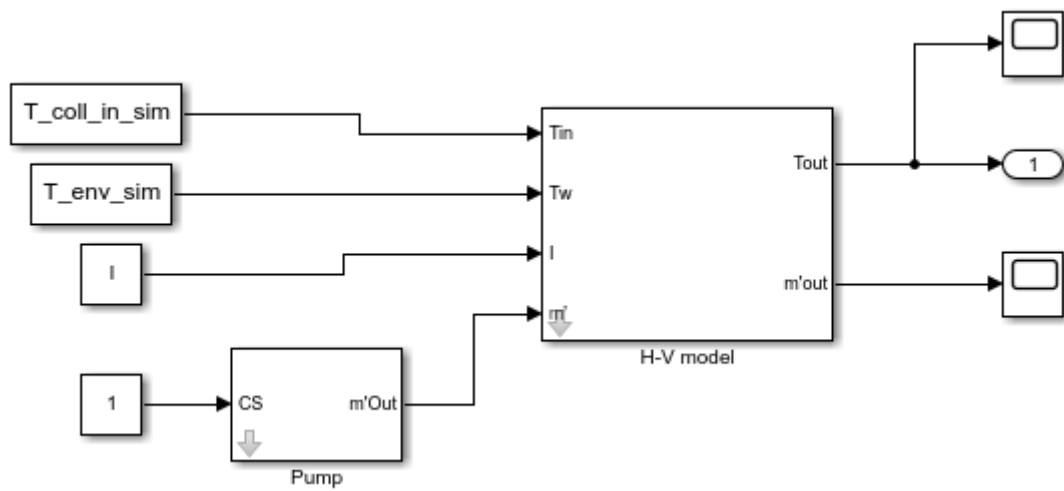 T_coll_in_sim
T_env_sim
I
1
CS
m'Out
Pump
Tin
Tw
I
m'
Tout
m'out
H-V model
1